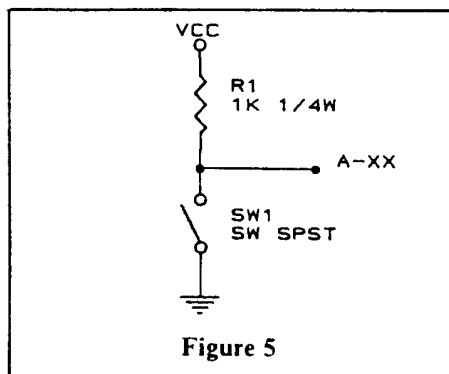 VCC
R1
1K 1/4W
A-XX
SW1
SW SPST
Figure 5